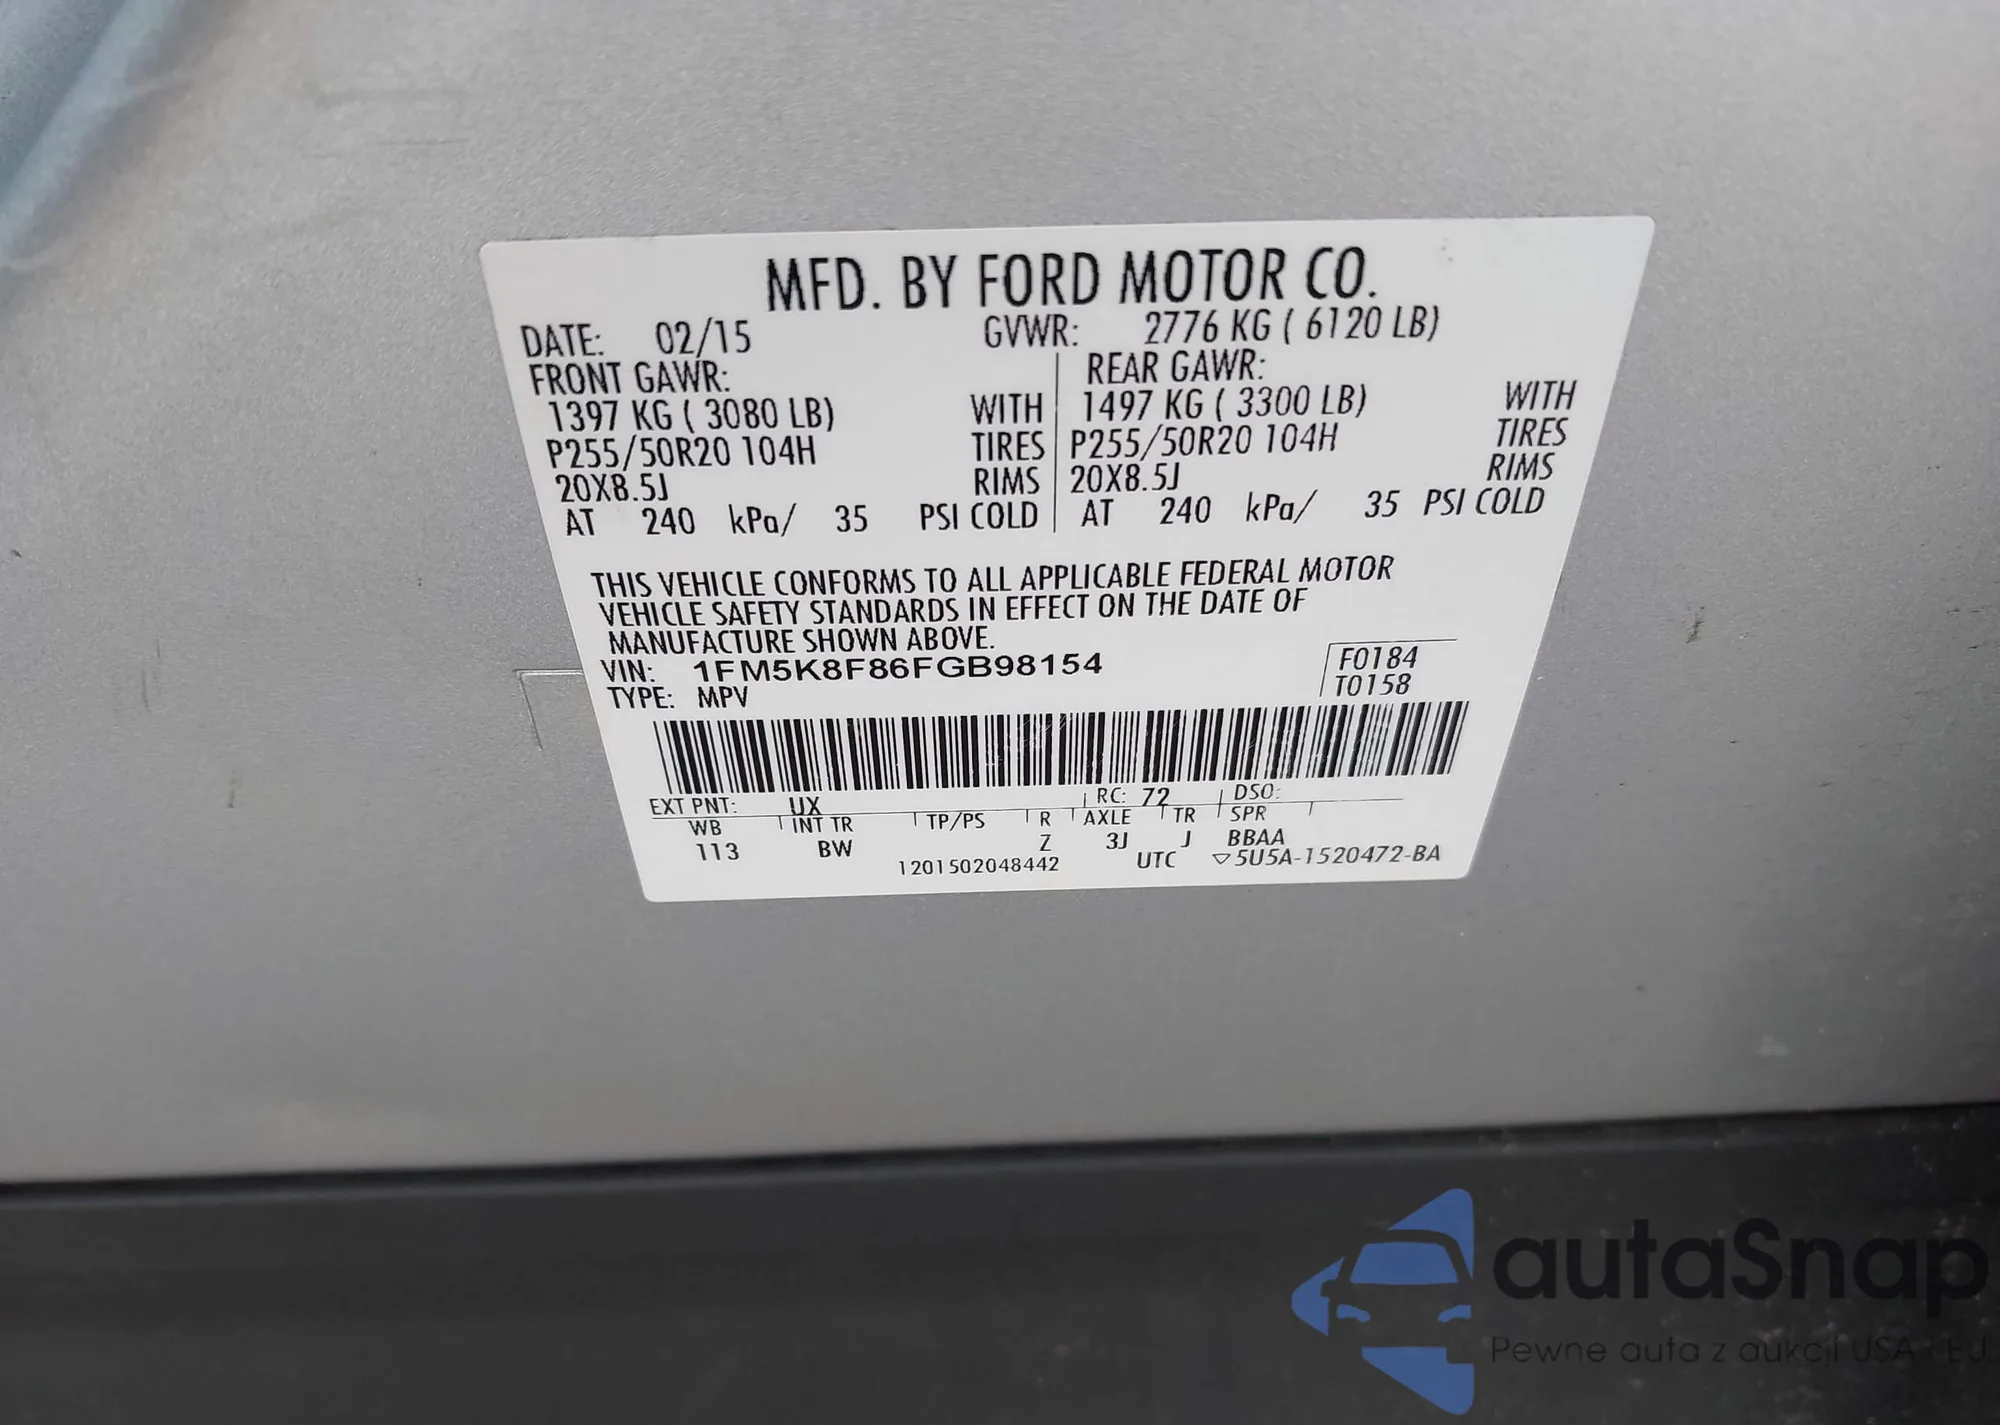 MFD. BY FORD MOTOR CO.
DATE: 02/15 GVWR: 2776 KG ( 6120 LB)
FRONT GAWR: REAR GAWR:
1397 KG ( 3080 LB) WITH 1497 KG ( 3300 LB) WITH
P255/50R20 104H TIRES P255/50R20 104H TIRES
20X8.5J RIMS 20X8.5J RIMS
AT 240 kPa/ 35 PSI COLD AT 240 kPa/ 35 PSI COLD
THIS VEHICLE CONFORMS TO ALL APPLICABLE FEDERAL MOTOR
VEHICLE SAFETY STANDARDS IN EFFECT ON THE DATE OF
MANUFACTURE SHOWN ABOVE.
VIN: 1FM5K8F86FGB98154 F0184
TYPE: MPV T0158
EXT PNT: UX RC: 72 DSO:
WB INT TR TP/PS R AXLE TR SPR
113 BW Z 3J J BBAA
1201502048442 UTC ▽5U5A-1520472-BA
autaSnap
Pewne auta z aukcji USA i EU